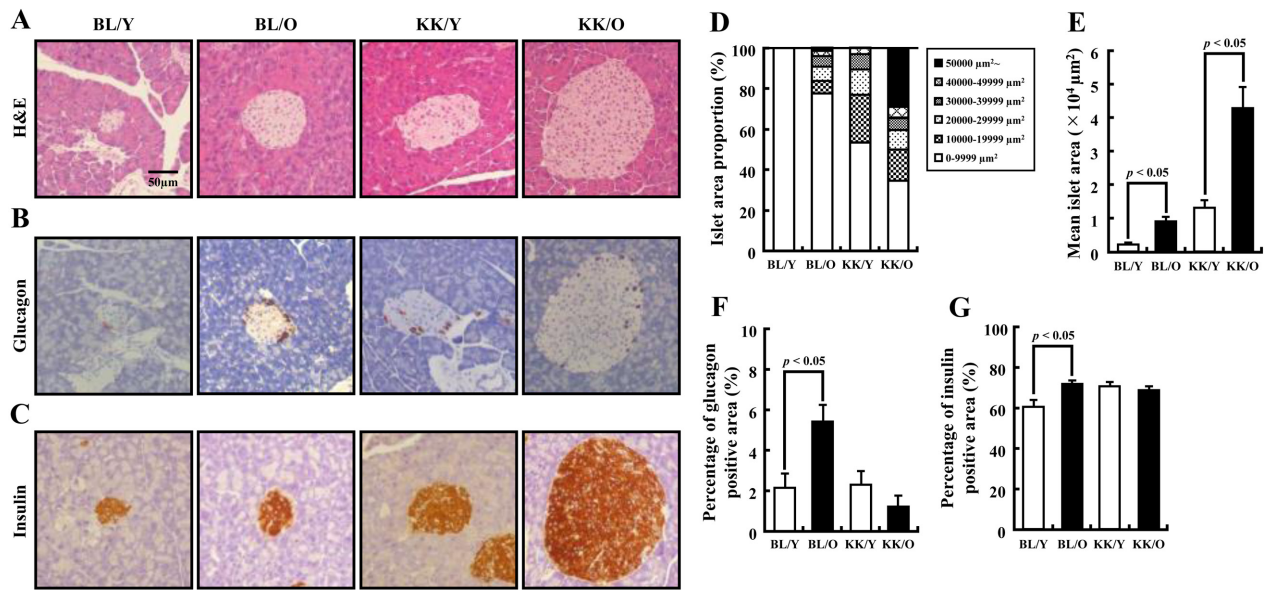 A
BL/Y
BL/O
KK/Y
KK/O
H&E
50µm
B
Glucagon
C
Insulin
D
Islet area proportion (%)
100
80
60
40
20
0
BL/Y
BL/O
KK/Y
KK/O
50000 µm²~
40000-49999 µm²
30000-39999 µm²
20000-29999 µm²
10000-19999 µm²
0-9999 µm²
E
Mean islet area (×10⁴µm²)
6
5
4
3
2
1
0
p < 0.05
p < 0.05
BL/Y
BL/O
KK/Y
KK/O
F
Percentage of glucagon
positive area (%)
10
8
6
4
2
0
p < 0.05
BL/Y
BL/O
KK/Y
KK/O
G
Percentage of insulin
positive area (%)
100
80
60
40
20
0
p < 0.05
BL/Y
BL/O
KK/Y
KK/O